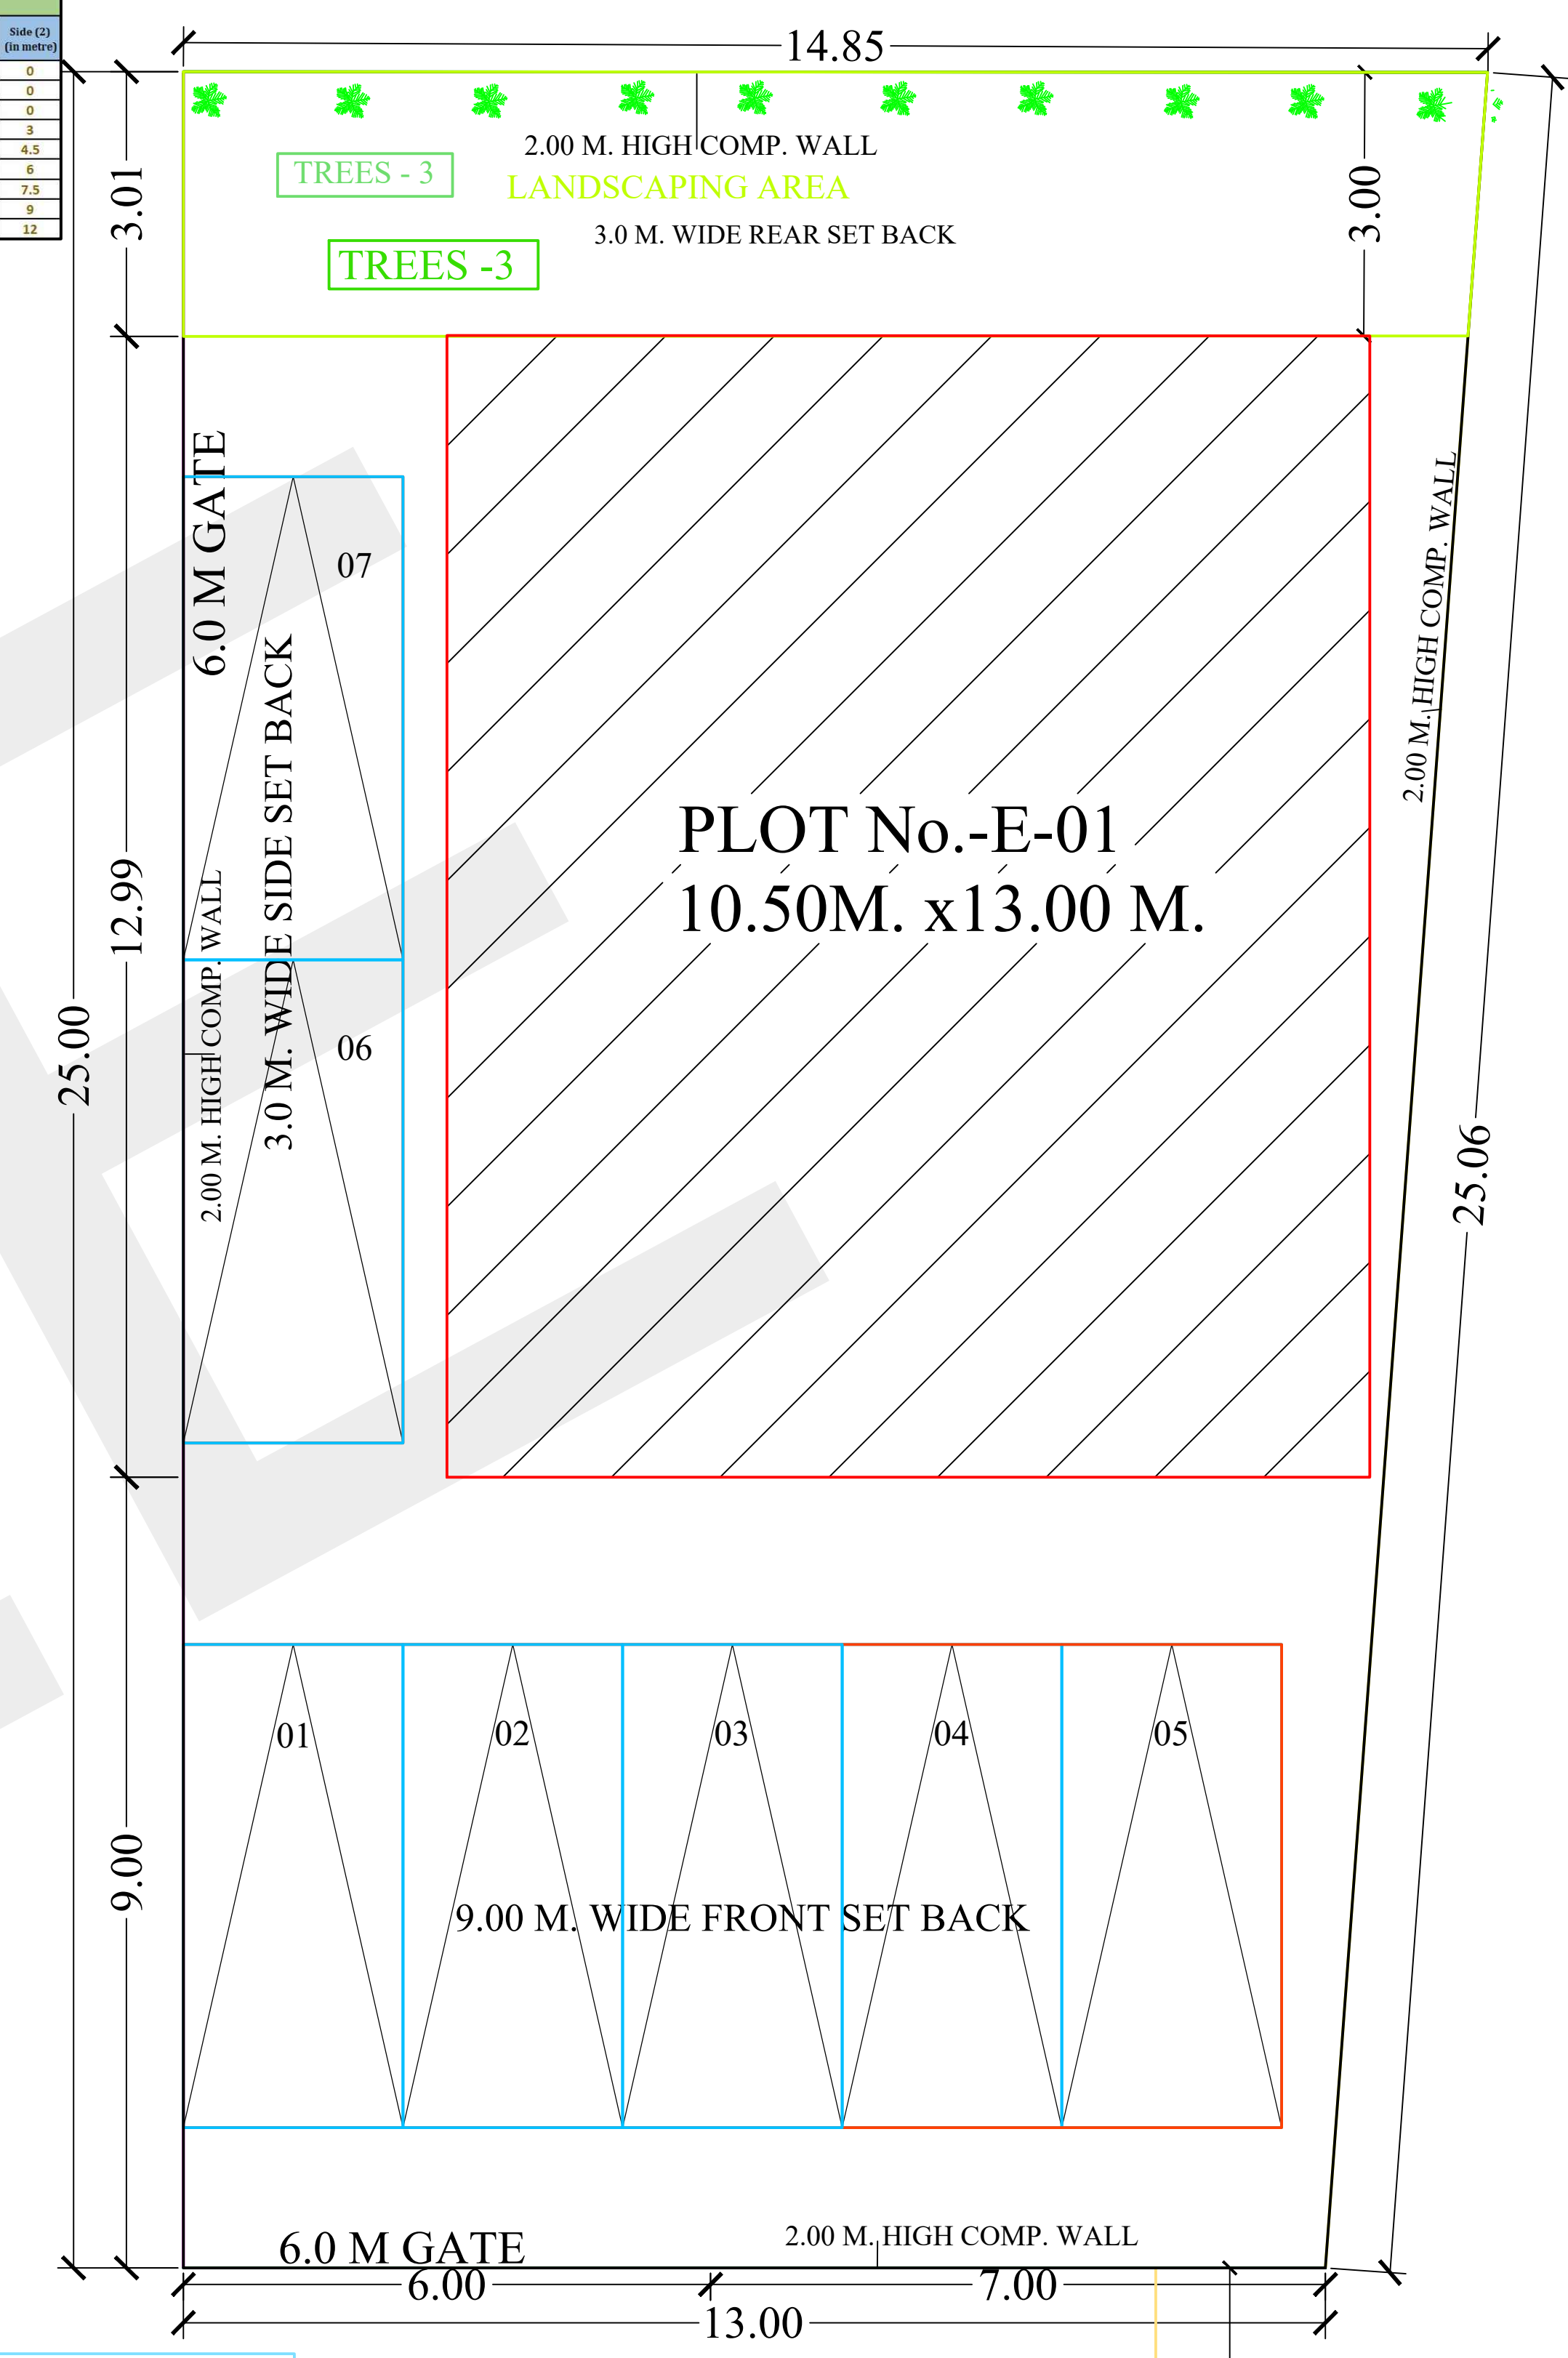 Side (2)
(in metre)
0
0
0
3
4.5
6
7.5
9
12
14.85
2.00 M. HIGH COMP. WALL
TREES - 3
LANDSCAPING AREA
3.01
3.00
3.0 M. WIDE REAR SET BACK
TREES -3
6.0 M GATE
07
2.00 M. HIGH COMP. WALL
3.0 M. WIDE SIDE SET BACK
PLOT No.-E-01
10.50M. x13.00 M.
12.99
2.00 M. HIGH COMP. WALL
06
25.00
25.06
01
02
03
04
05
9.00
9.00 M. WIDE FRONT SET BACK
2.00 M. HIGH COMP. WALL
6.0 M GATE
6.00
7.00
13.00